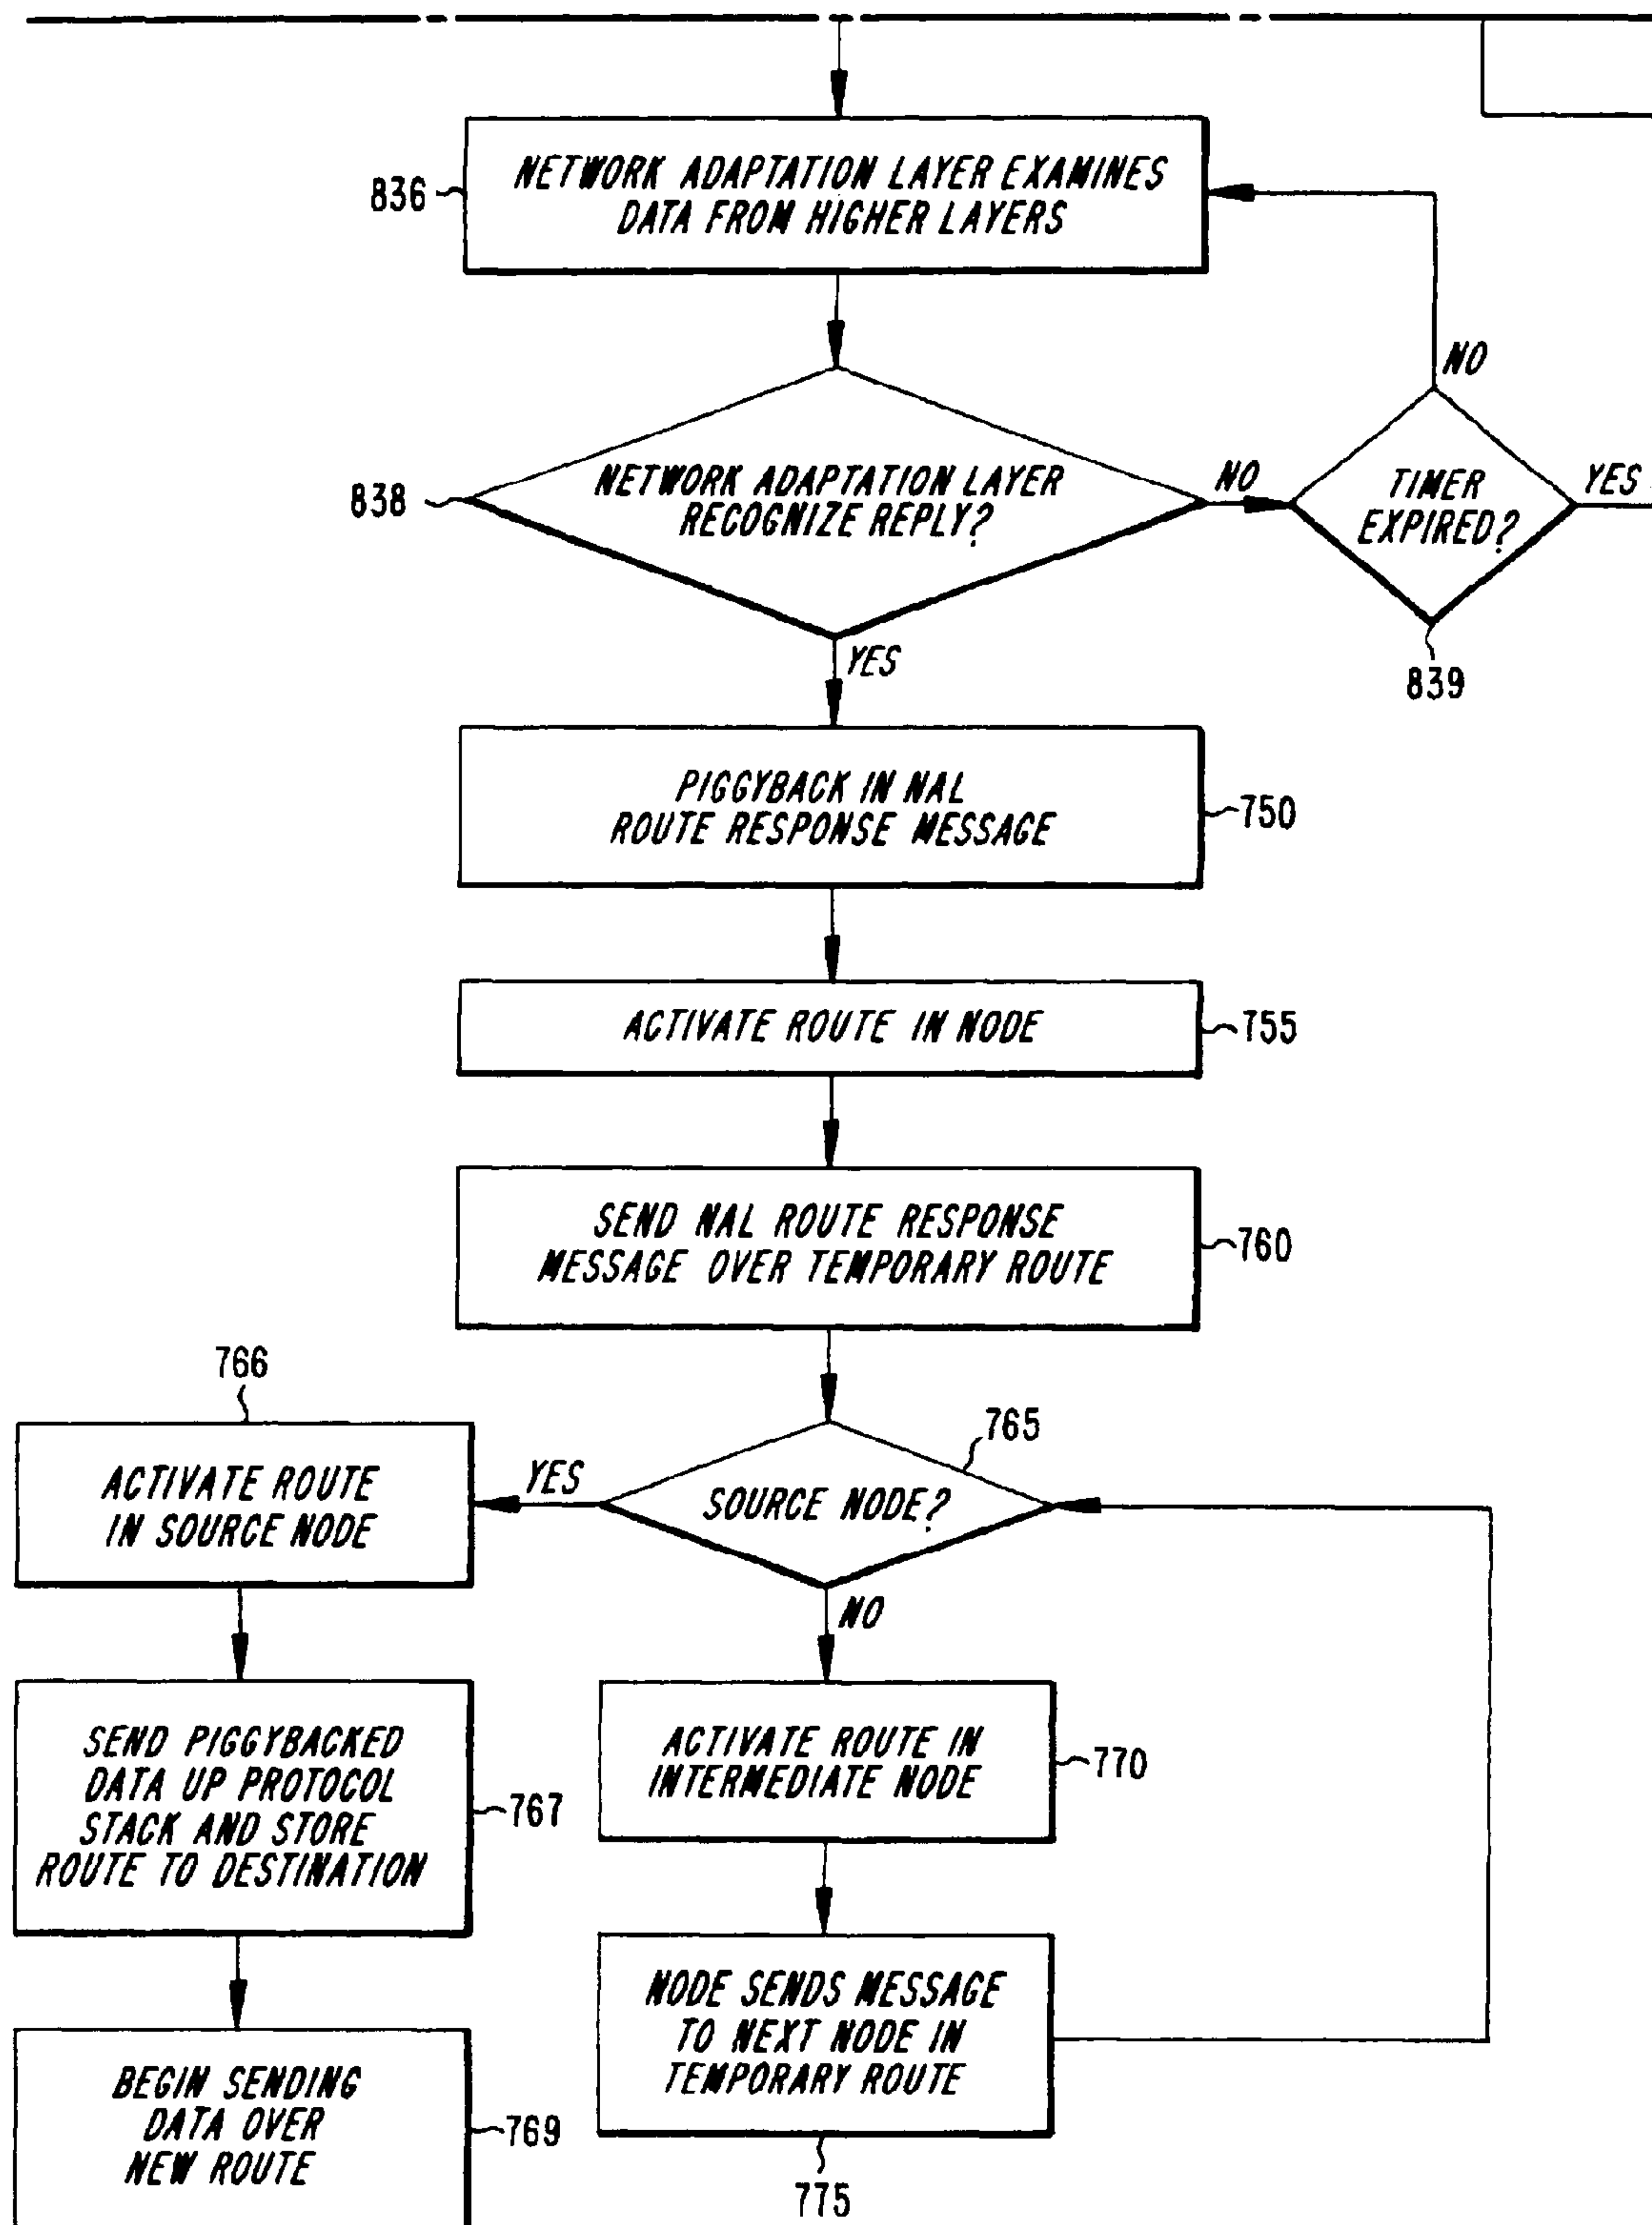 836
NETWORK ADAPTATION LAYER EXAMINES
DATA FROM HIGHER LAYERS
NO
838
NETWORK ADAPTATION LAYER
RECOGNIZE REPLY?
NO
TIMER
EXPIRED?
YES
839
YES
PIGGYBACK IN NAL
ROUTE RESPONSE MESSAGE
750
ACTIVATE ROUTE IN NODE
755
SEND NAL ROUTE RESPONSE
MESSAGE OVER TEMPORARY ROUTE
760
766
765
ACTIVATE ROUTE
IN SOURCE NODE
YES
SOURCE NODE?
NO
SEND PIGGYBACKED
DATA UP PROTOCOL
STACK AND STORE
ROUTE TO DESTINATION
767
ACTIVATE ROUTE IN
INTERMEDIATE NODE
770
NODE SENDS MESSAGE
TO NEXT NODE IN
TEMPORARY ROUTE
775
BEGIN SENDING
DATA OVER
NEW ROUTE
769